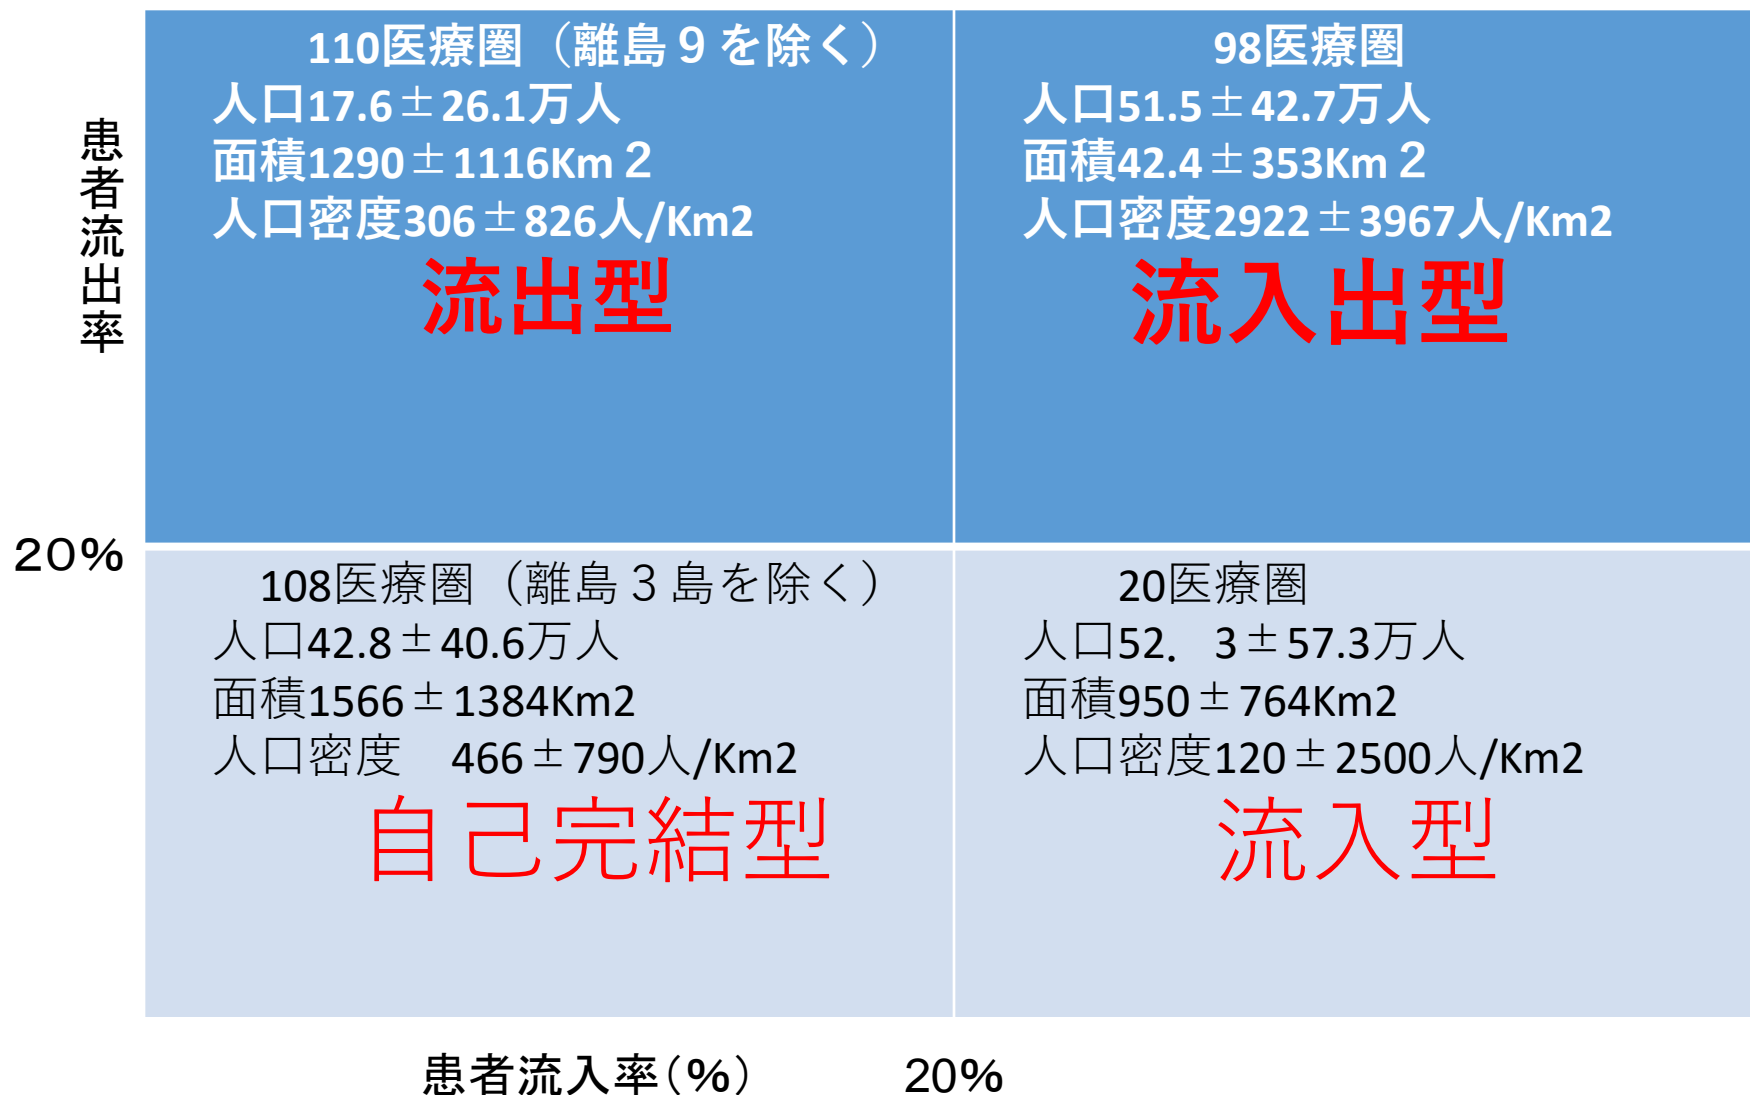 患者流出率
110医療圏（離島９を除く）
人口17.6±26.1万人
面積1290±1116Km２
人口密度306±826人/Km2
流出型
98医療圏
人口51.5±42.7万人
面積42.4±353Km２
人口密度2922±3967人/Km2
流入出型
20%
108医療圏（離島３島を除く）
人口42.8±40.6万人
面積1566±1384Km2
人口密度　466±790人/Km2
自己完結型
20医療圏
人口52．3±57.3万人
面積950±764Km2
人口密度120±2500人/Km2
流入型
患者流入率(%)
20%